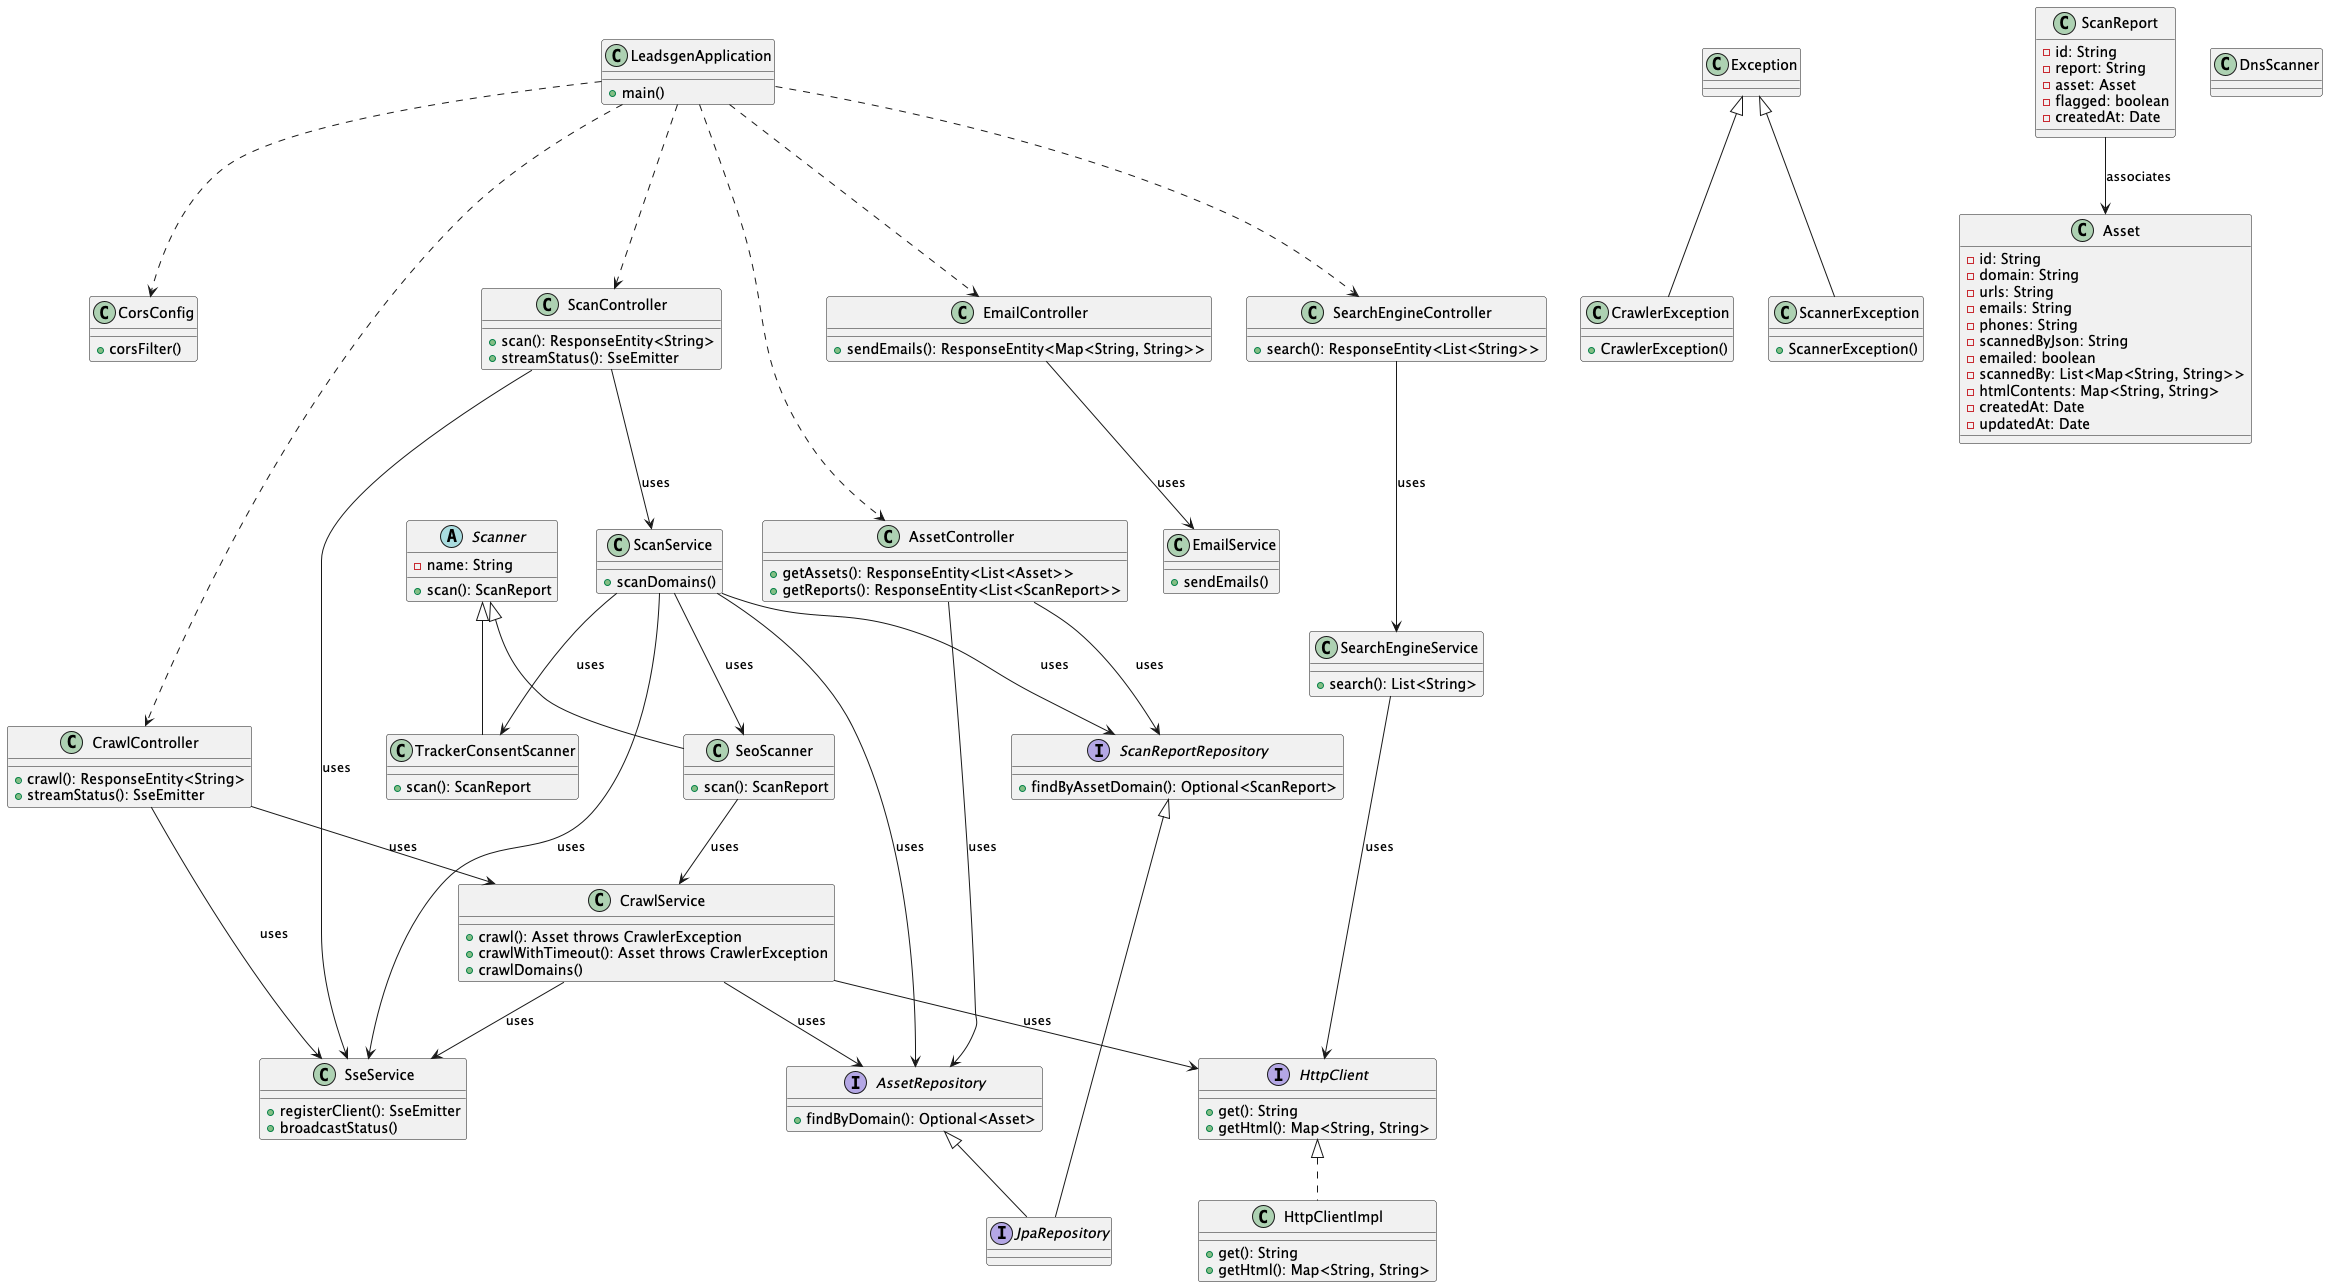 C LeadsgenApplication
main()
C Exception
C ScanReport
id: String
report: String
asset: Asset
flagged: boolean
createdAt: Date
C DnsScanner
associates
C CorsConfig
corsFilter()
C ScanController
scan(): ResponseEntity<String>
streamStatus(): SseEmitter
C EmailController
sendEmails(): ResponseEntity<Map<String, String>>
C SearchEngineController
search(): ResponseEntity<List<String>>
C CrawlerException
CrawlerException()
C ScannerException
ScannerException()
C Asset
id: String
domain: String
urls: String
emails: String
phones: String
scannedByJson: String
emailed: boolean
scannedBy: List<Map<String, String>>
htmlContents: Map<String, String>
createdAt: Date
updatedAt: Date
uses
uses
uses
A Scanner
name: String
scan(): ScanReport
C ScanService
scanDomains()
C AssetController
getAssets(): ResponseEntity<List<Asset>>
getReports(): ResponseEntity<List<ScanReport>>
C EmailService
sendEmails()
C SearchEngineService
search(): List<String>
uses
uses
uses
uses
C CrawlController
crawl(): ResponseEntity<String>
streamStatus(): SseEmitter
C TrackerConsentScanner
scan(): ScanReport
C SeoScanner
scan(): ScanReport
I ScanReportRepository
findByAssetDomain(): Optional<ScanReport>
uses
uses
uses
uses
uses
uses
uses
C CrawlService
crawl(): Asset throws CrawlerException
crawlWithTimeout(): Asset throws CrawlerException
crawlDomains()
uses
uses
uses
uses
C SseService
registerClient(): SseEmitter
broadcastStatus()
I AssetRepository
findByDomain(): Optional<Asset>
I HttpClient
get(): String
getHtml(): Map<String, String>
I JpaRepository
C HttpClientImpl
get(): String
getHtml(): Map<String, String>